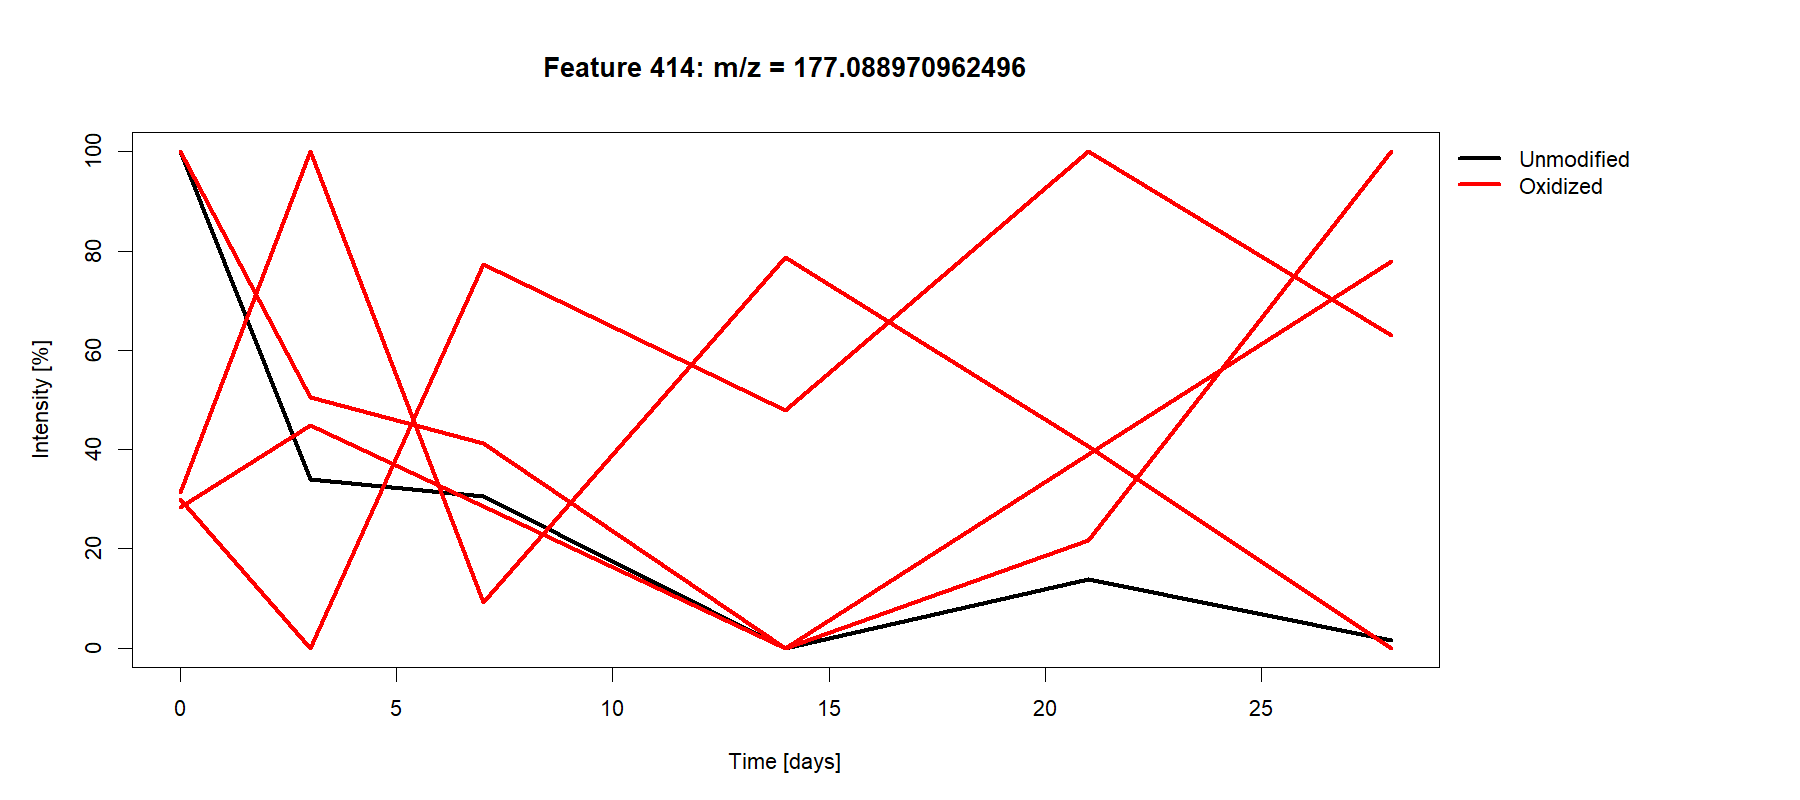 Feature 414: m/z = 177.088970962496
100
80
60
40
20
0
Intensity [%]
0 5 10 15 20 25
Time [days]
Unmodified
Oxidized